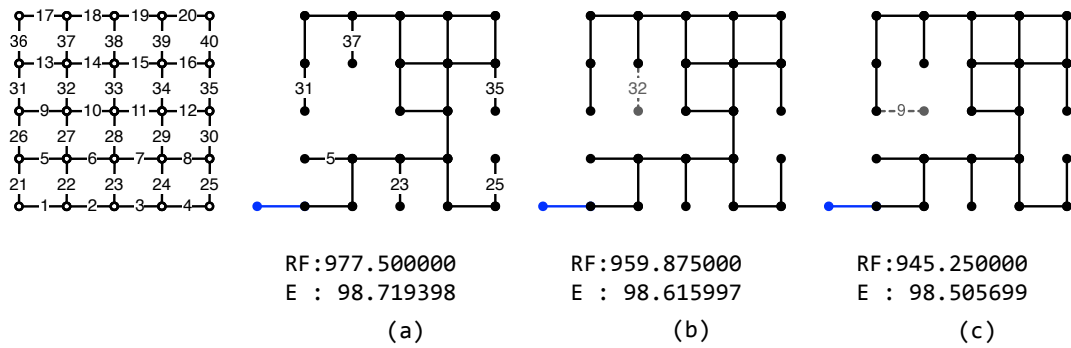 17 18 19 20
36 37 38 39 40
13 14 15 16
31 32 33 34 35
9 10 11 12
26 27 28 29 30
5 6 7 8
21 22 23 24 25
1 2 3 4
37
31 35
5
23 25
RF:977.500000
E : 98.719398
(a)
32
RF:959.875000
E : 98.615997
(b)
9
RF:945.250000
E : 98.505699
(c)